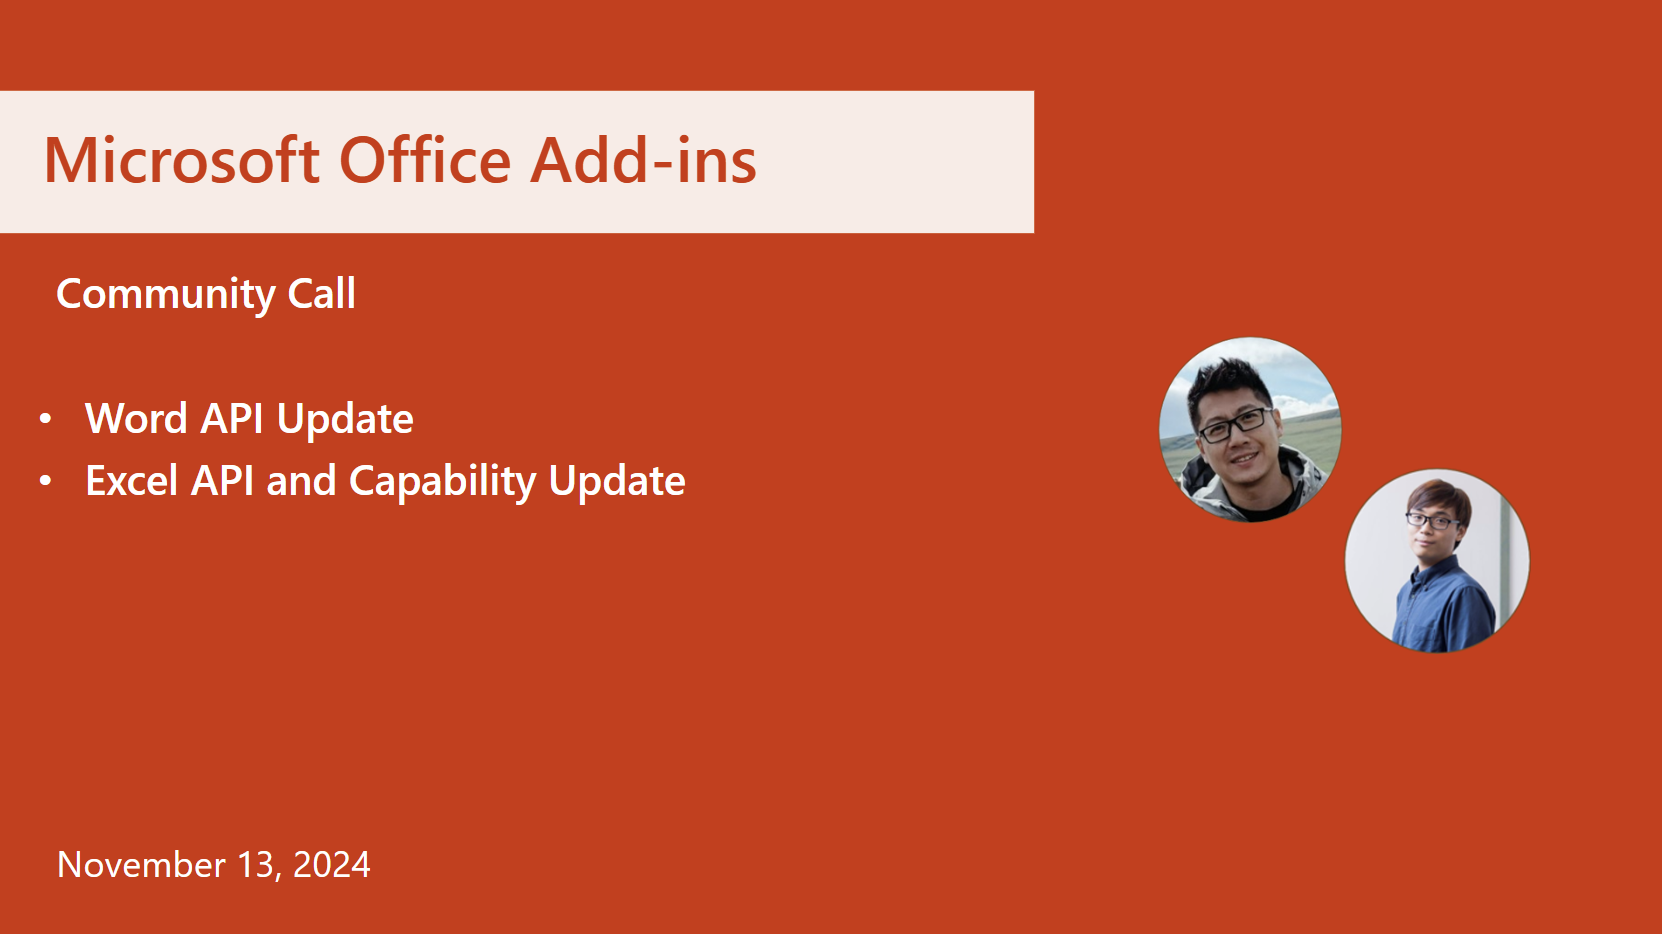 Microsoft Office Add-ins
Community Call
• Word API Update
• Excel API and Capability Update
November 13, 2024